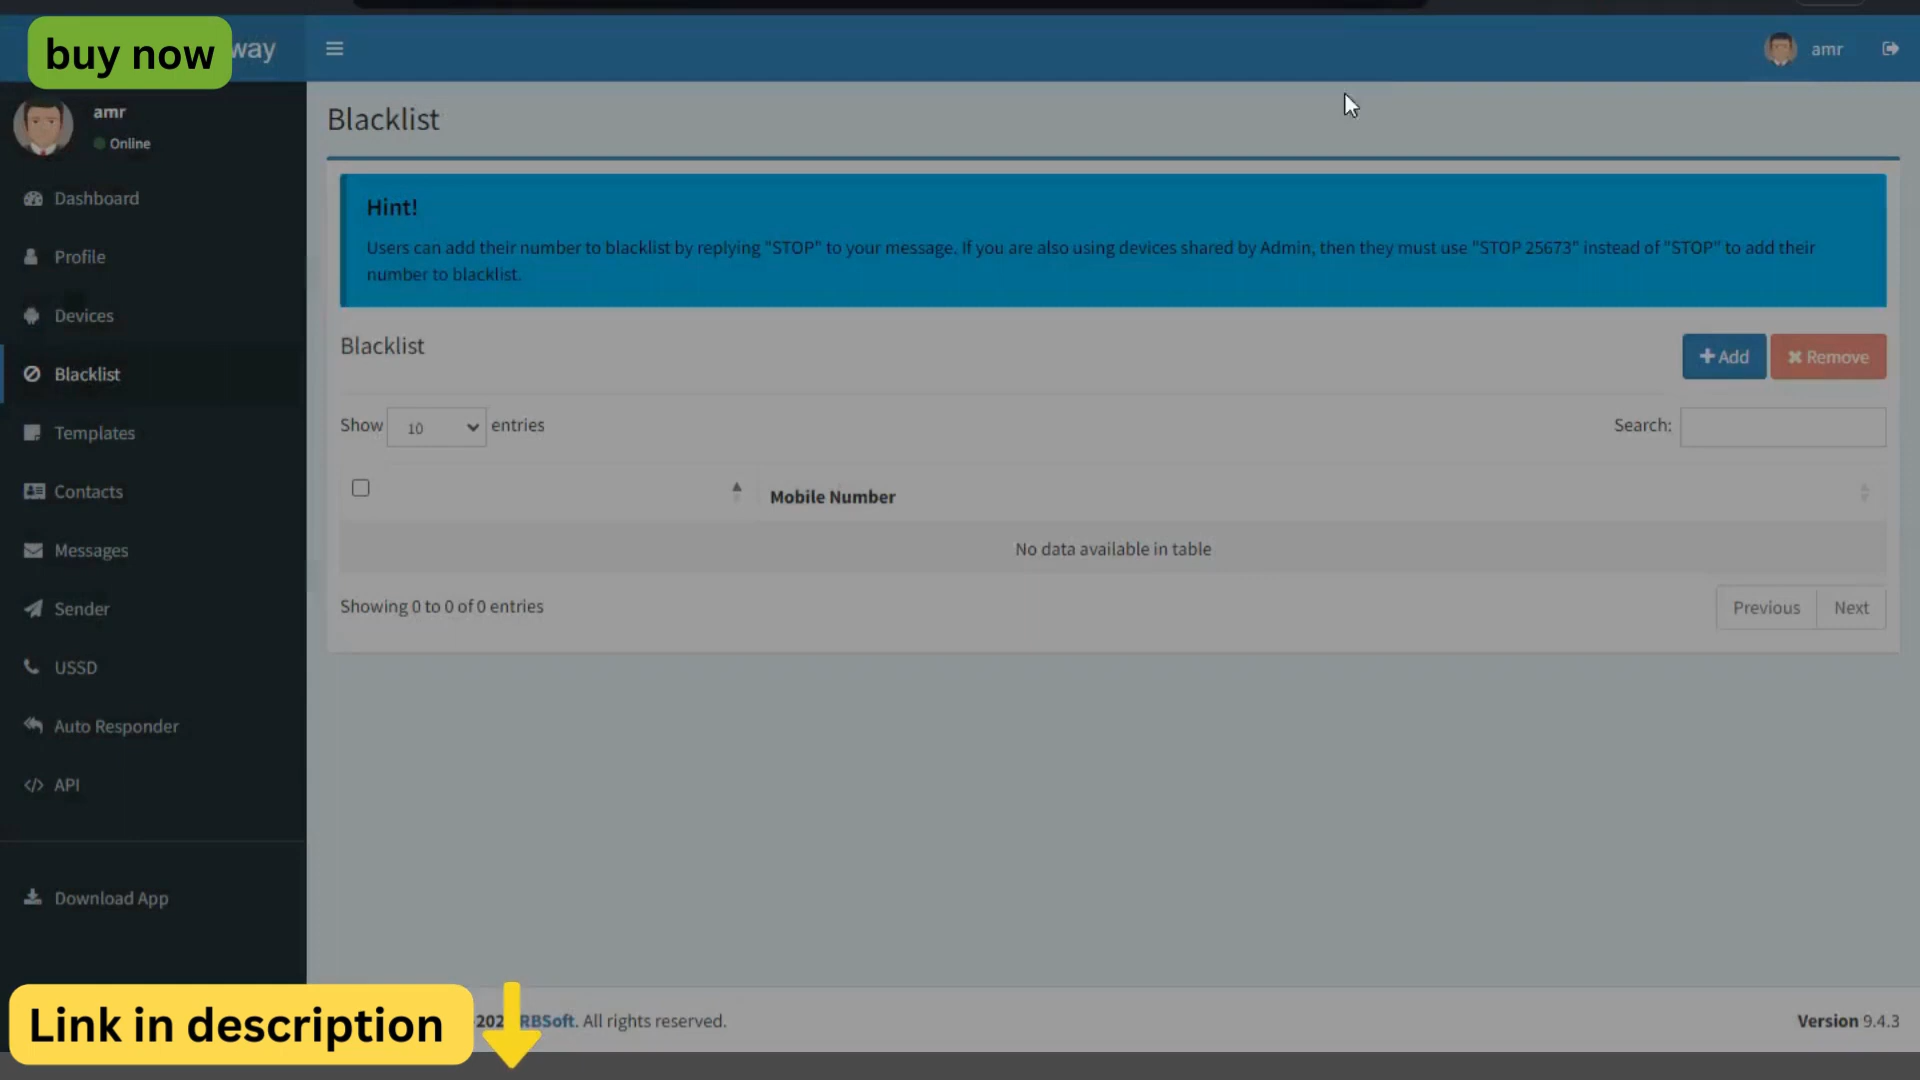 buy now
way
amr
amr
Online
Dashboard
Profile
Devices
Blacklist
Templates
Contacts
Messages
Sender
USSD
Auto Responder
API
Download App
Blacklist
Hint!
Users can add their number to blacklist by replying "STOP" to your message. If you are also using devices shared by Admin, then they must use "STOP 25673" instead of "STOP" to add their
number to blacklist.
Blacklist
Add
Remove
Show 10 entries
Search:
Mobile Number
No data available in table
Showing 0 to 0 of 0 entries
Previous
Next
Link in description
RBSoft. All rights reserved.
Version 9.4.3